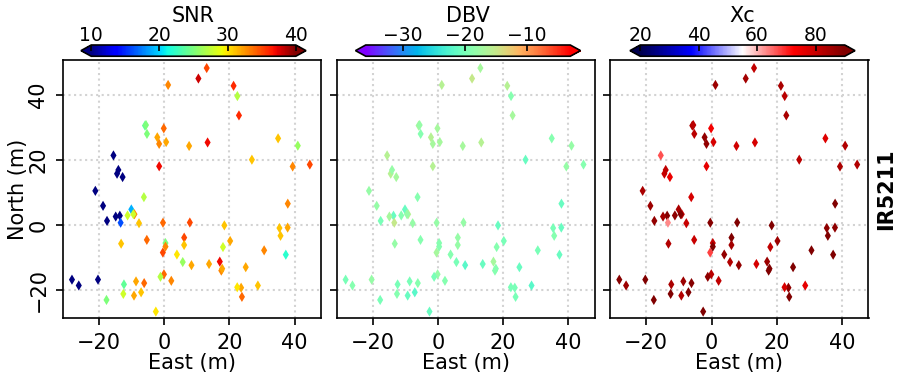 SNR DBV Xc
10 20 30 40 −30 −20 −10 20 40 60 80
North (m)
40
20
0
−20
−20 0 20 40 −20 0 20 40 −20 0 20 40
East (m) East (m) East (m)
IR5211